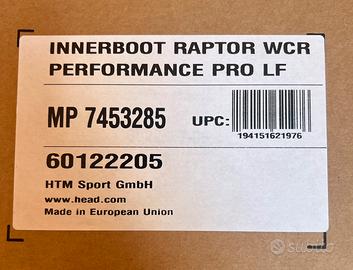 INNERBOOT RAPTOR WCR
PERFORMANCE PRO LF
MP 7453285 UPC:
194151621976
60122205
HTM Sport GmbH
www.head.com
Made in European Union
SUBITO